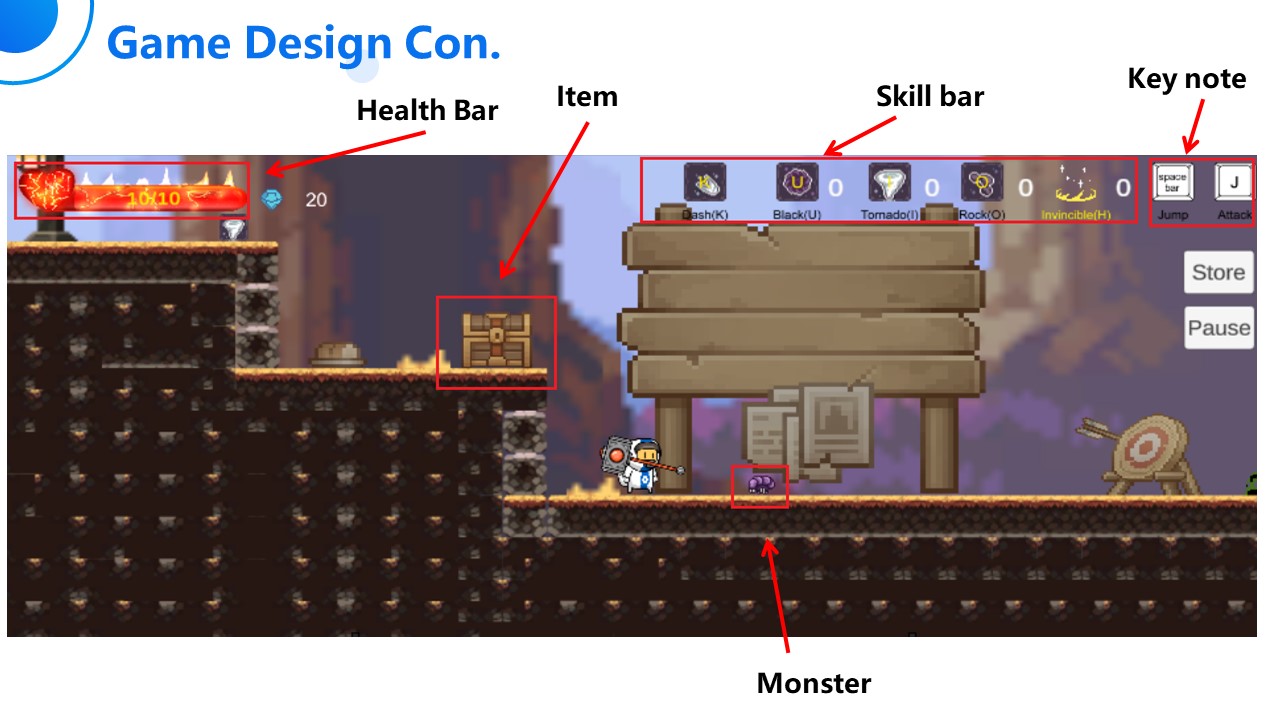 Game Design Con.
Key note
Health Bar
Item
Skill bar
10/10
20
U
0
0
0
0
space bar
J
Dash(K)
Black(U)
Tornado(I)
Rock(O)
Invincible(H)
Jump
Attack
Store
Pause
Monster